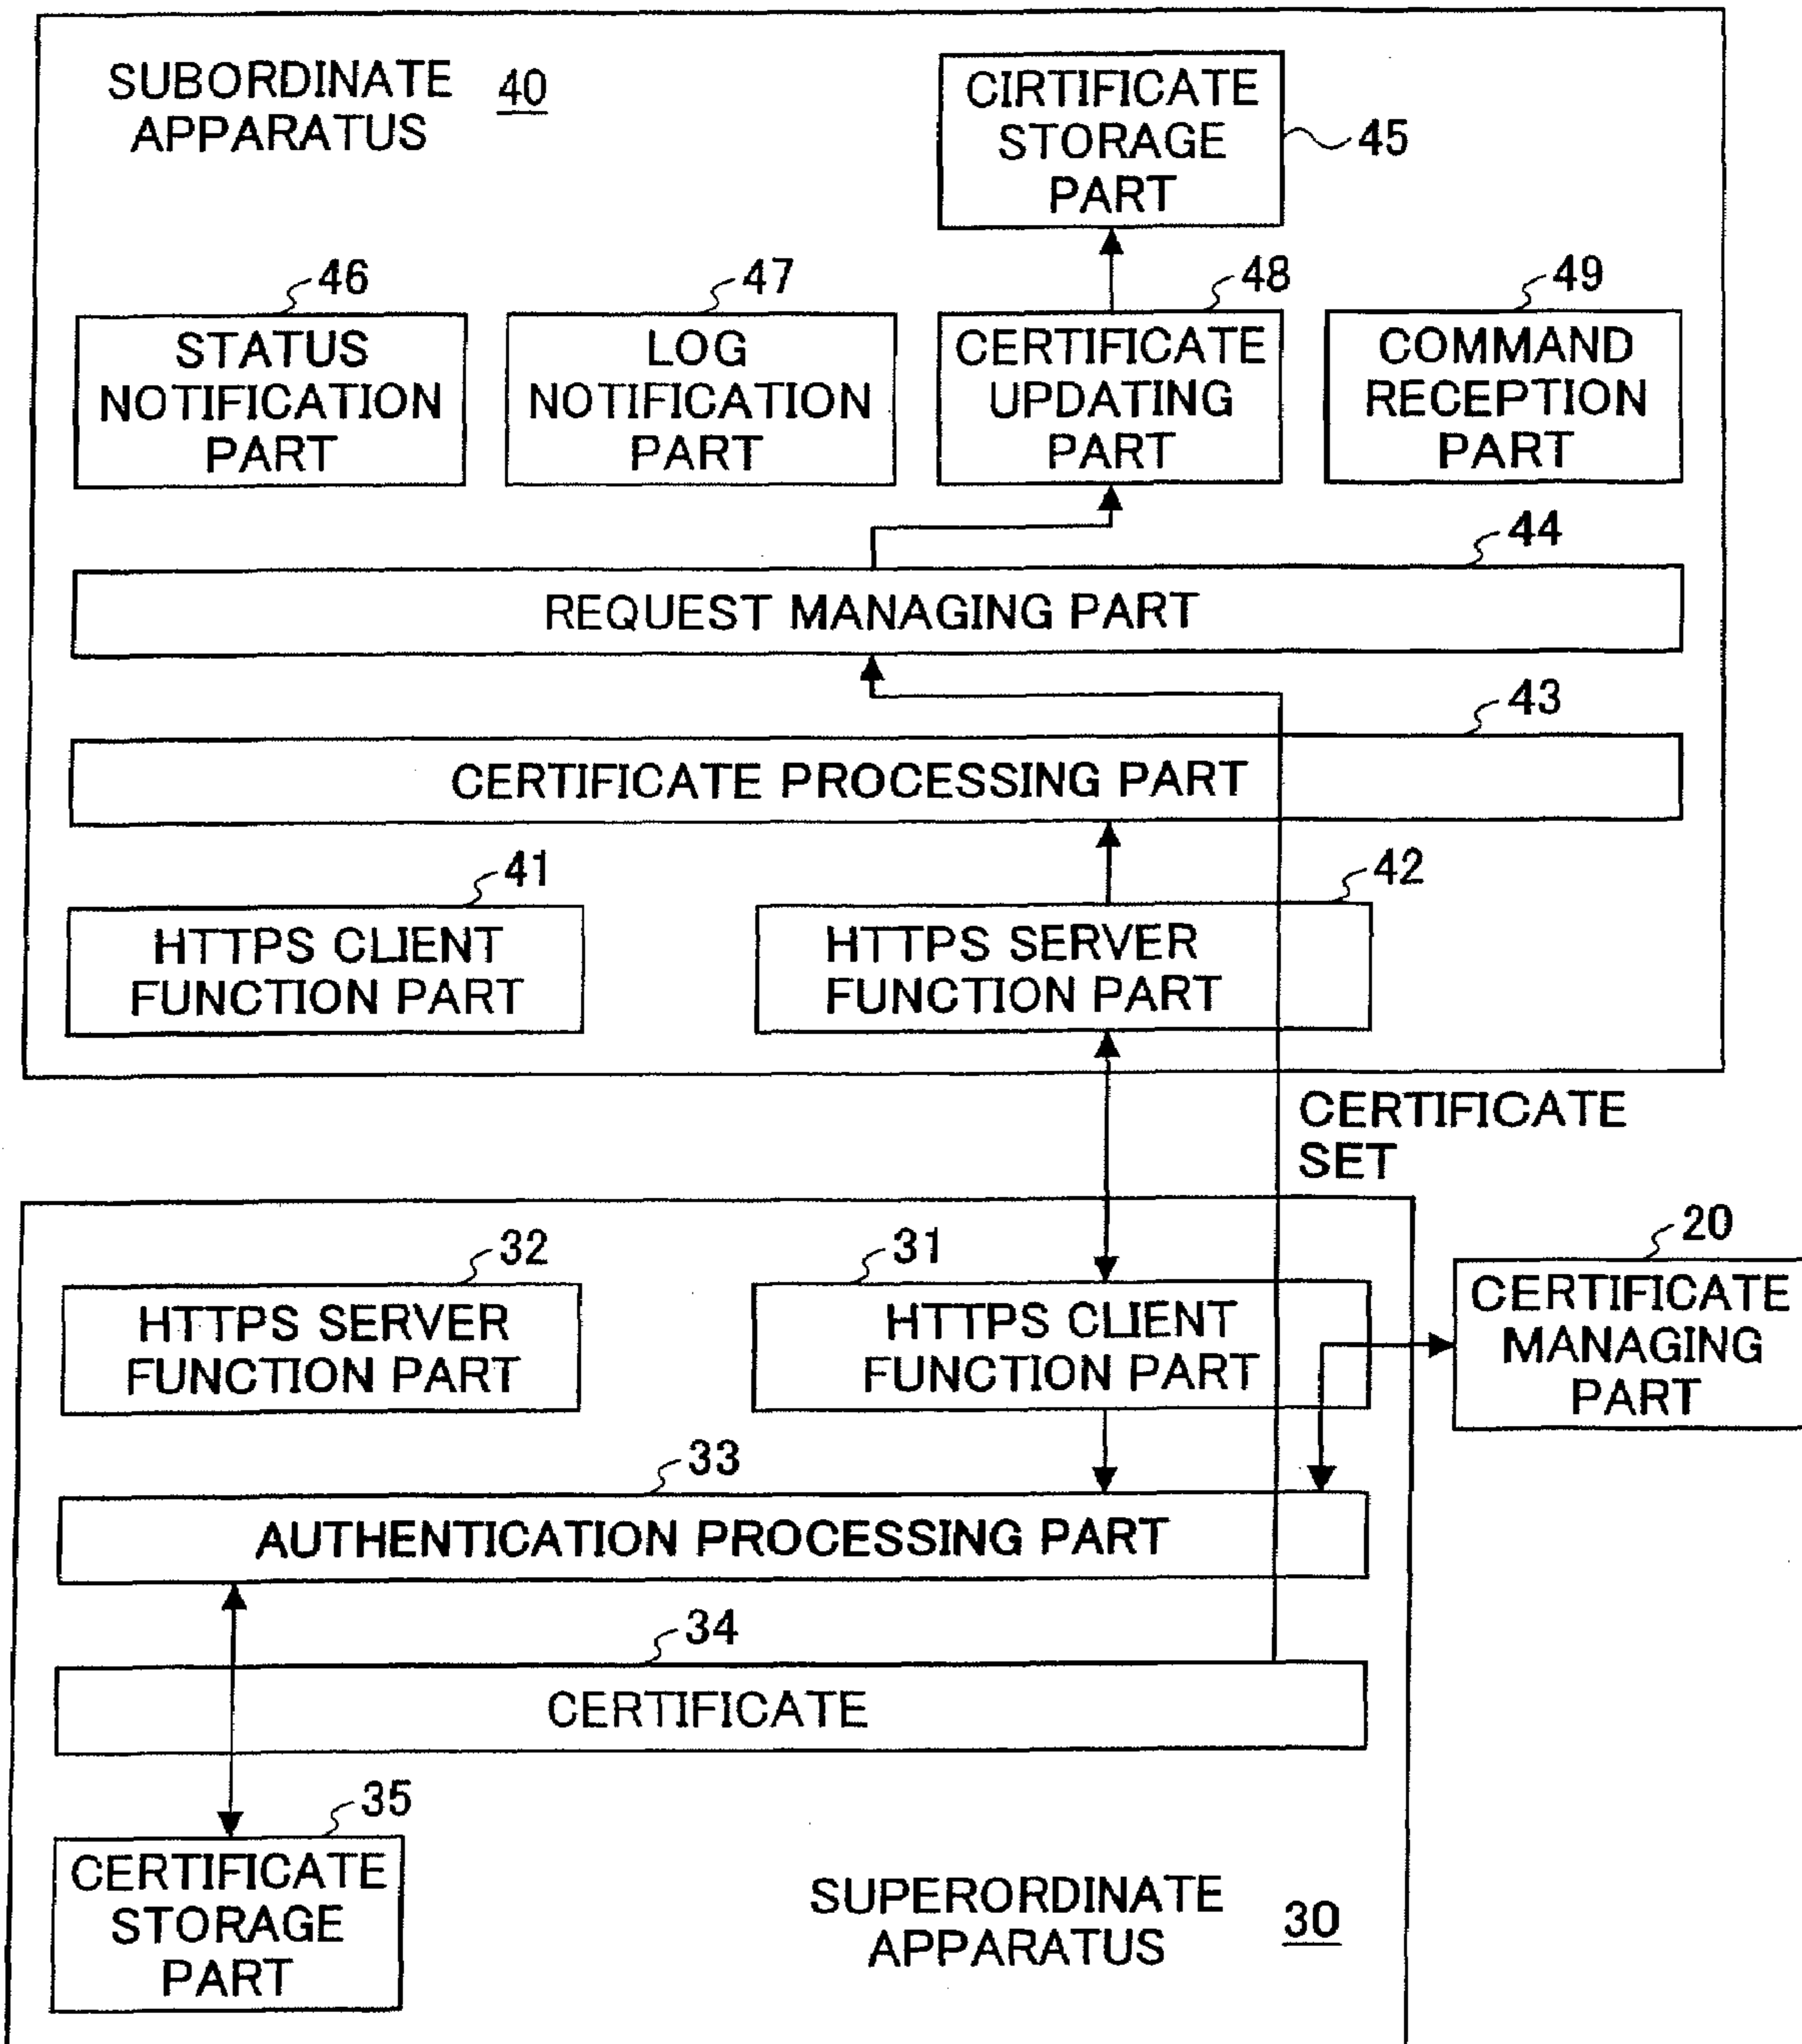 SUBORDINATE
APPARATUS
40
CIRTIFICATE
STORAGE
PART
45
46
STATUS
NOTIFICATION
PART
47
LOG
NOTIFICATION
PART
48
CERTIFICATE
UPDATING
PART
49
COMMAND
RECEPTION
PART
44
REQUEST MANAGING PART
43
CERTIFICATE PROCESSING PART
41
HTTPS CLIENT
FUNCTION PART
42
HTTPS SERVER
FUNCTION PART
CERTIFICATE
SET
32
HTTPS SERVER
FUNCTION PART
31
HTTPS CLIENT
FUNCTION PART
20
CERTIFICATE
MANAGING
PART
33
AUTHENTICATION PROCESSING PART
34
CERTIFICATE
35
CERTIFICATE
STORAGE
PART
SUPERORDINATE
APPARATUS
30